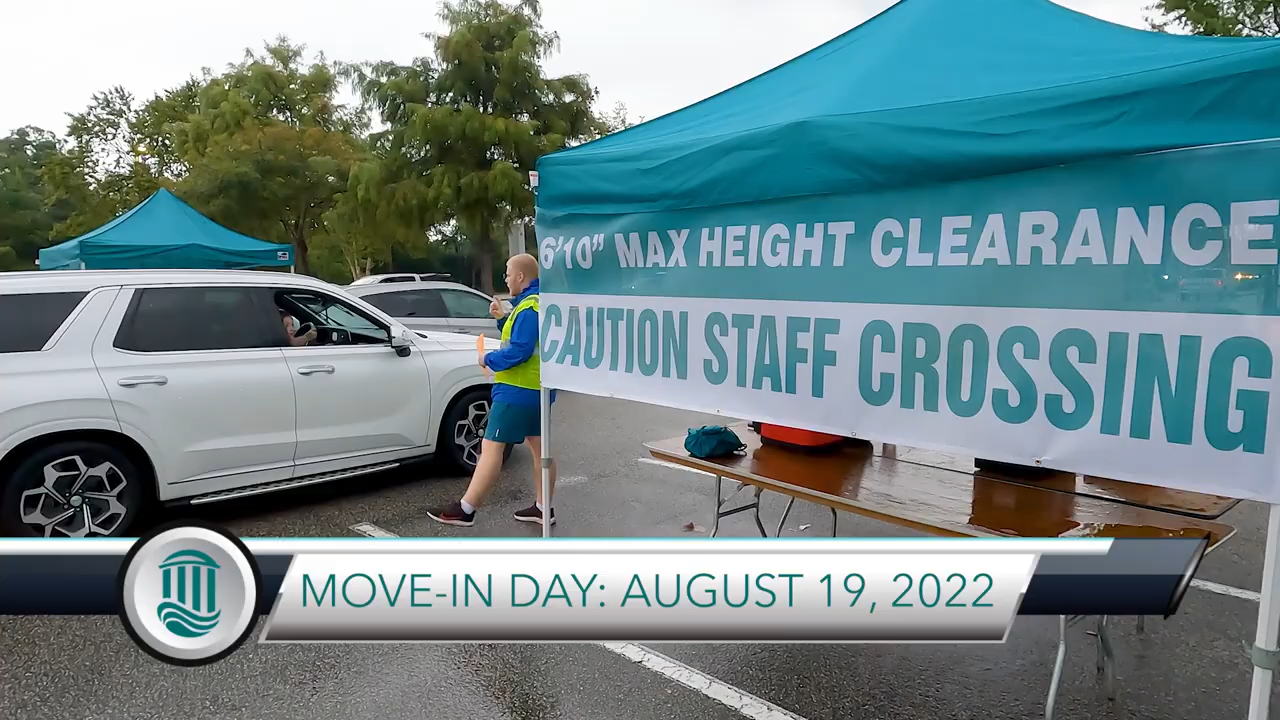 6’10” MAX HEIGHT CLEARANCE
CAUTION STAFF CROSSING
MOVE-IN DAY: AUGUST 19, 2022